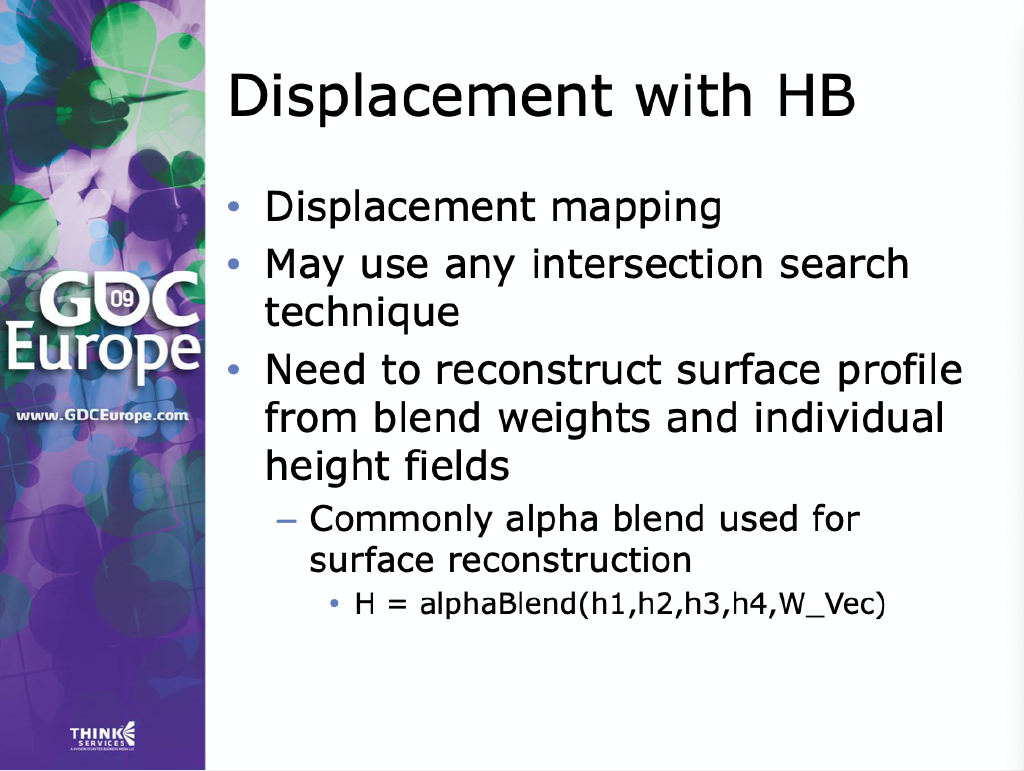 Displacement with HB
• Displacement mapping
• May use any intersection search
technique
• Need to reconstruct surface profile
from blend weights and individual
height fields
– Commonly alpha blend used for
surface reconstruction
• H = alphaBlend(h1,h2,h3,h4,W_Vec)
GDC
09
Europe
www.GDCEurope.com
THINK
SERVICES